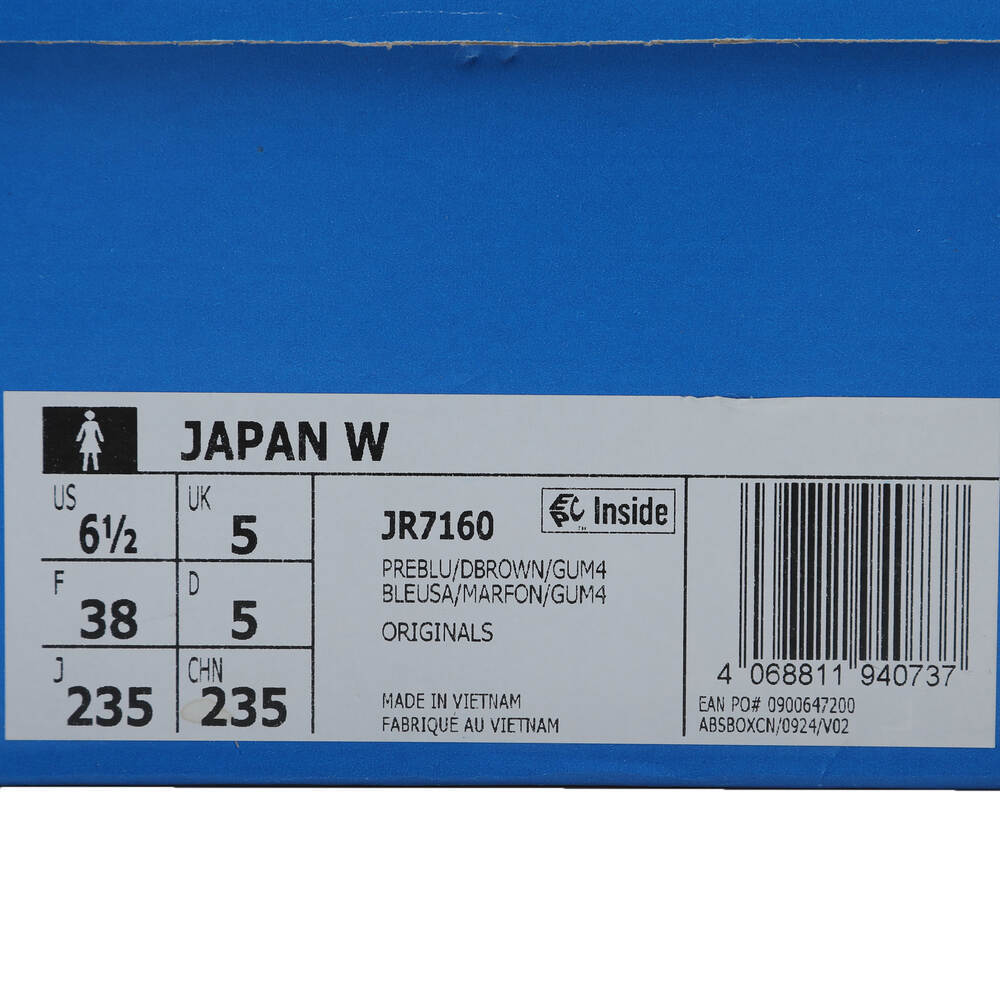 JAPAN W
US 6½
UK 5
F 38
D 5
J 235
CHN 235
JR7160
EPC Inside
PREBLU/DBROWN/GUM4
BLEUSA/MARFON/GUM4
ORIGINALS
MADE IN VIETNAM
FABRIQUÉ AU VIETNAM
4 068811 940737
EAN PO# 0900647200
ABSBOXCN/0924/V02